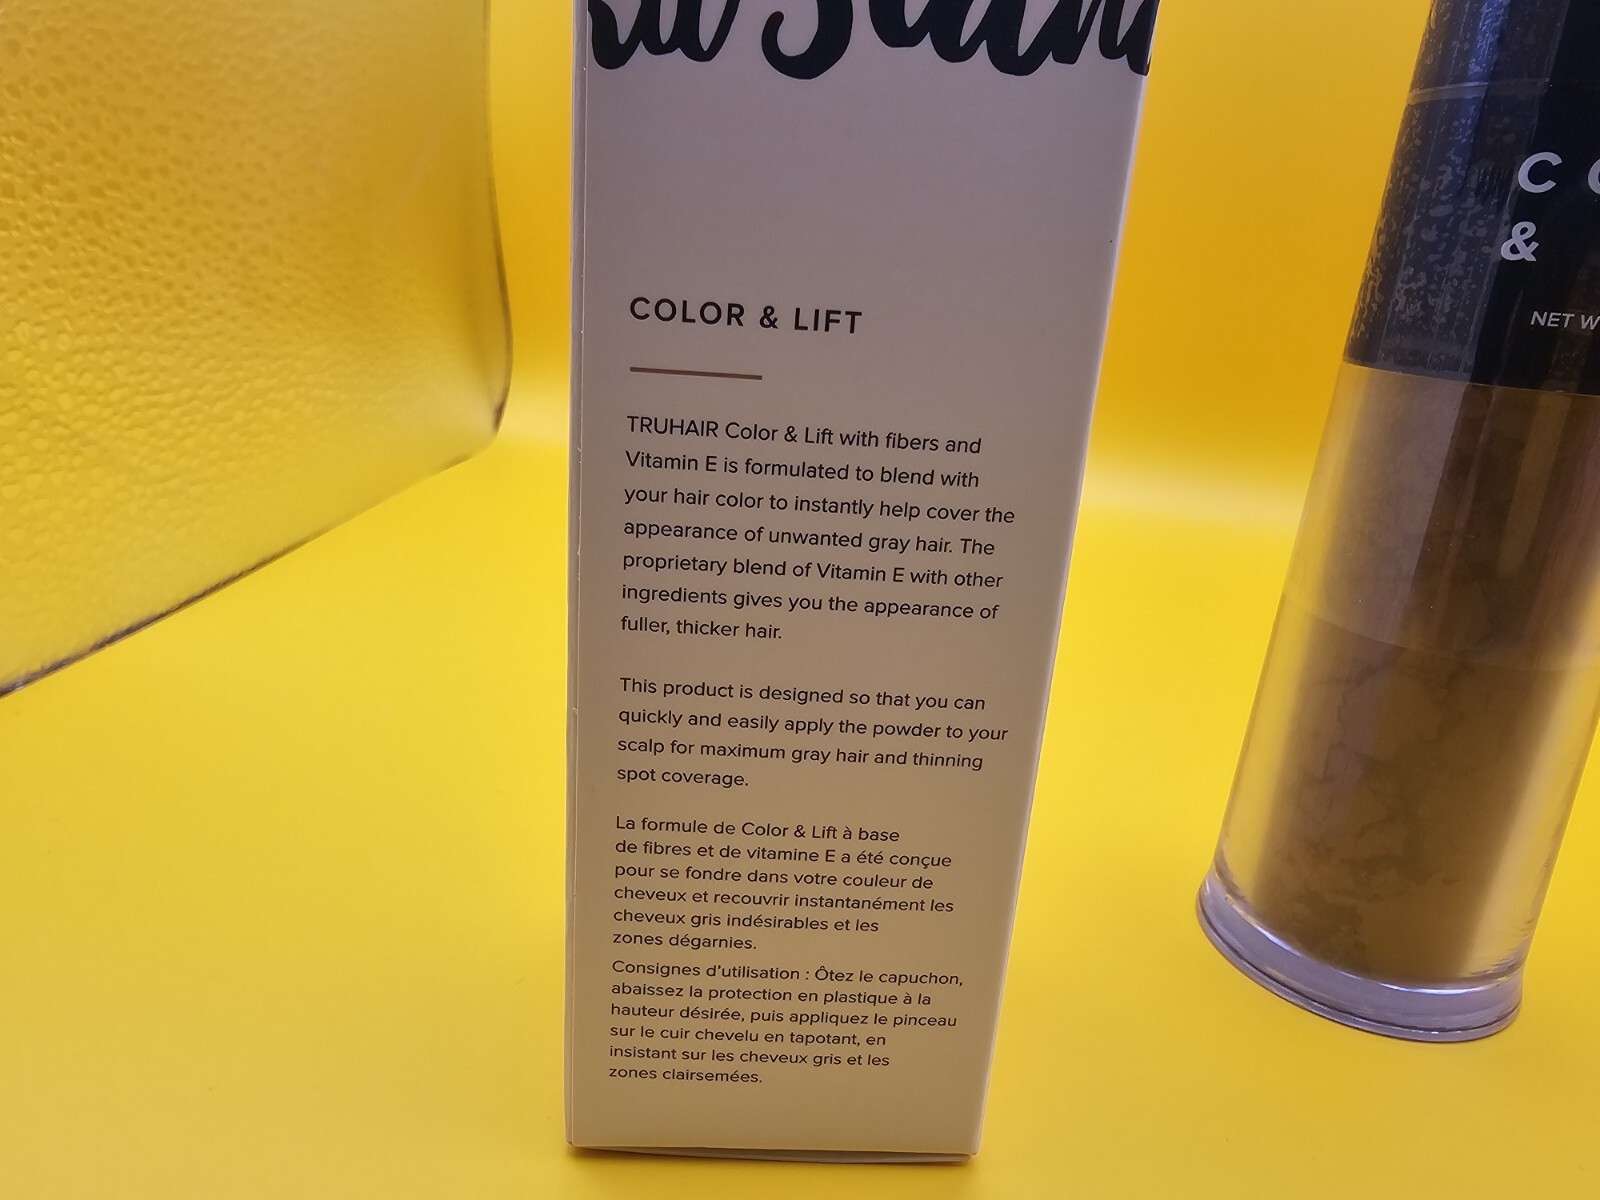 COLOR & LIFT
TRUHAIR Color & Lift with fibers and
Vitamin E is formulated to blend with
your hair color to instantly help cover the
appearance of unwanted gray hair. The
proprietary blend of Vitamin E with other
ingredients gives you the appearance of
fuller, thicker hair.
This product is designed so that you can
quickly and easily apply the powder to your
scalp for maximum gray hair and thinning
spot coverage.
La formule de Color & Lift à base
de fibres et de vitamine E a été conçue
pour se fondre dans votre couleur de
cheveux et recouvrir instantanément les
cheveux gris indésirables et les
zones dégarnies.
Consignes d'utilisation : Ôtez le capuchon,
abaissez la protection en plastique à la
hauteur désirée, puis appliquez le pinceau
sur le cuir chevelu en tapotant, en
insistant sur les cheveux gris et les
zones clairsemées.
C
&
NET W